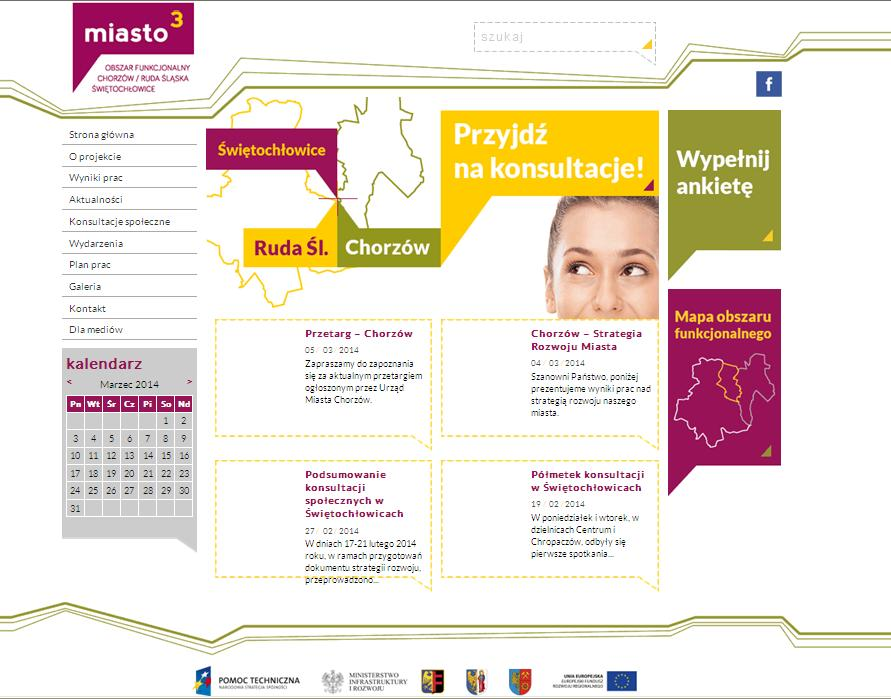 miasto³
OBSZAR FUNKCJONALNY
CHORZÓW / RUDA ŚLĄSKA
ŚWIĘTOCHŁOWICE
szukaj
f
Strona główna
O projekcie
Wyniki prac
Aktualności
Konsultacje społeczne
Wydarzenia
Plan prac
Galeria
Kontakt
Dla mediów
kalendarz
< Marzec 2014 >
Pn Wt Śr Cz Pi So Nd
1 2
3 4 5 6 7 8 9
10 11 12 13 14 15 16
17 18 19 20 21 22 23
24 25 26 27 28 29 30
31
Świętochłowice
Ruda Śl.
Chorzów
Przyjdź
na konsultacje!
Wypełnij
ankietę
Mapa obszaru
funkcjonalnego
Przetarg – Chorzów
05 / 03 / 2014
Zapraszamy do zapoznania
się za aktualnym przetargiem
ogłoszonym przez Urząd
Miasta Chorzów.
Chorzów – Strategia
Rozwoju Miasta
04 / 03 / 2014
Szanowni Państwo, poniżej
prezentujemy wyniki prac nad
strategią rozwoju naszego
miasta.
Podsumowanie
konsultacji
społecznych w
Świętochłowicach
27 / 02 / 2014
W dniach 17-21 lutego 2014
roku, w ramach przygotowań
dokumentu strategii rozwoju,
przeprowadzono...
Półmetek konsultacji
w Świętochłowicach
19 / 02 / 2014
W poniedziałek i wtorek, w
dzielnicach Centrum i
Chropaczów, odbyły się
pierwsze spotkania...
POMOC TECHNICZNA
NARODOWA STRATEGIA SPÓJNOŚCI
MINISTERSTWO
INFRASTRUKTURY
I ROZWOJU
UNIA EUROPEJSKA
EUROPEJSKI FUNDUSZ
ROZWOJU REGIONALNEGO